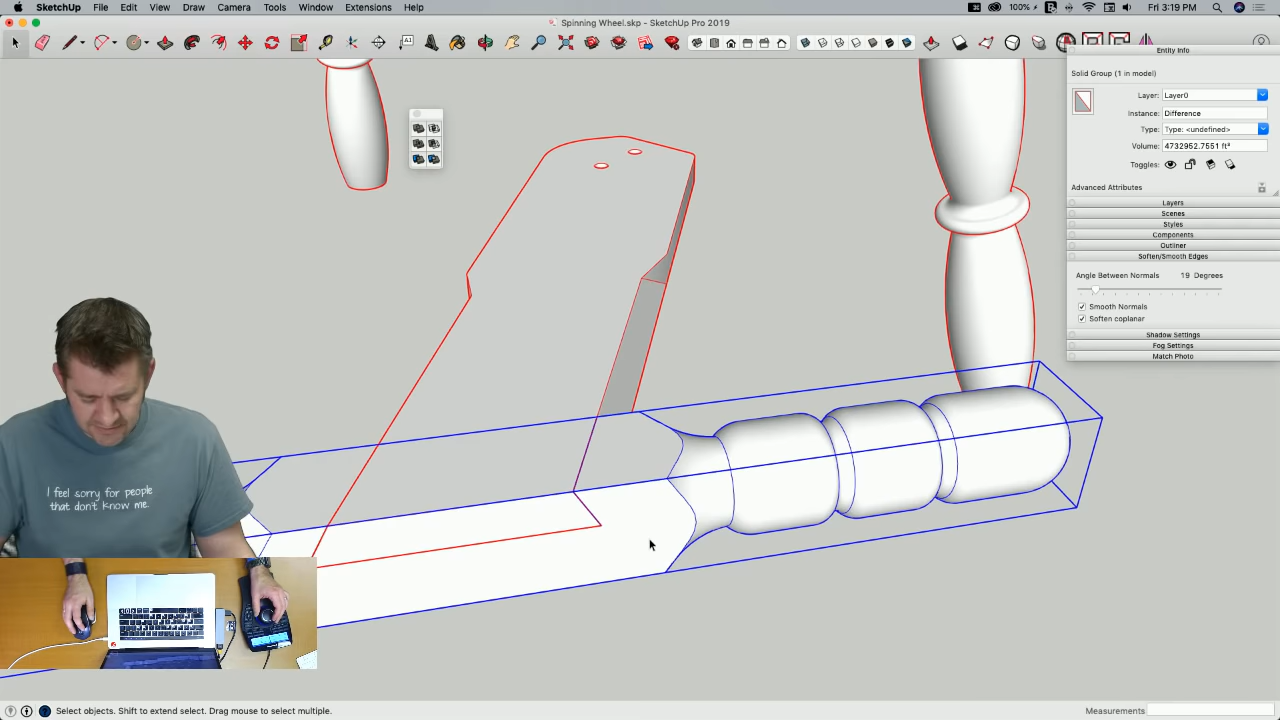 SketchUp File Edit View Draw Camera Tools Window Extensions Help
100% Fri 3:19 PM
Spinning Wheel.skp - SketchUp Pro 2019
Entity Info
Solid Group (1 in model)
Layer: Layer0
Instance: Difference
Type: Type: <undefined>
Volume: 4732952.7551 ft³
Toggles:
Advanced Attributes
Layers
Scenes
Styles
Components
Outliner
Soften/Smooth Edges
Angle Between Normals 19 Degrees
Smooth Normals
Soften coplanar
Shadow Settings
Fog Settings
Match Photo
I feel sorry for people
that don't know me.
Select objects. Shift to extend select. Drag mouse to select multiple.
Measurements